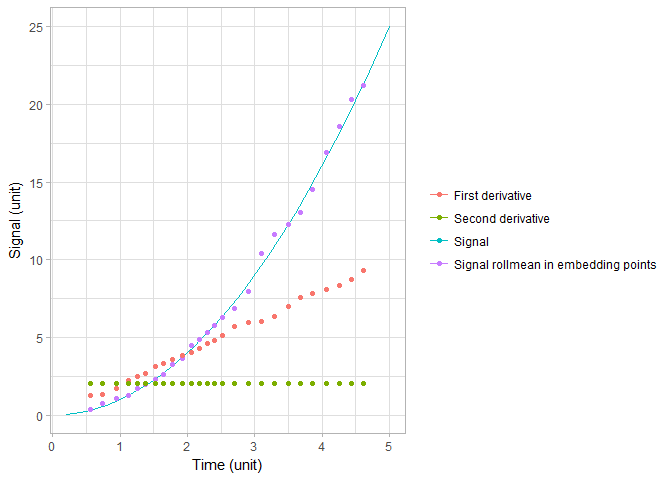 25
20
15
10
5
0
Signal (unit)
0 1 2 3 4 5
Time (unit)
First derivative
Second derivative
Signal
Signal rollmean in embedding points